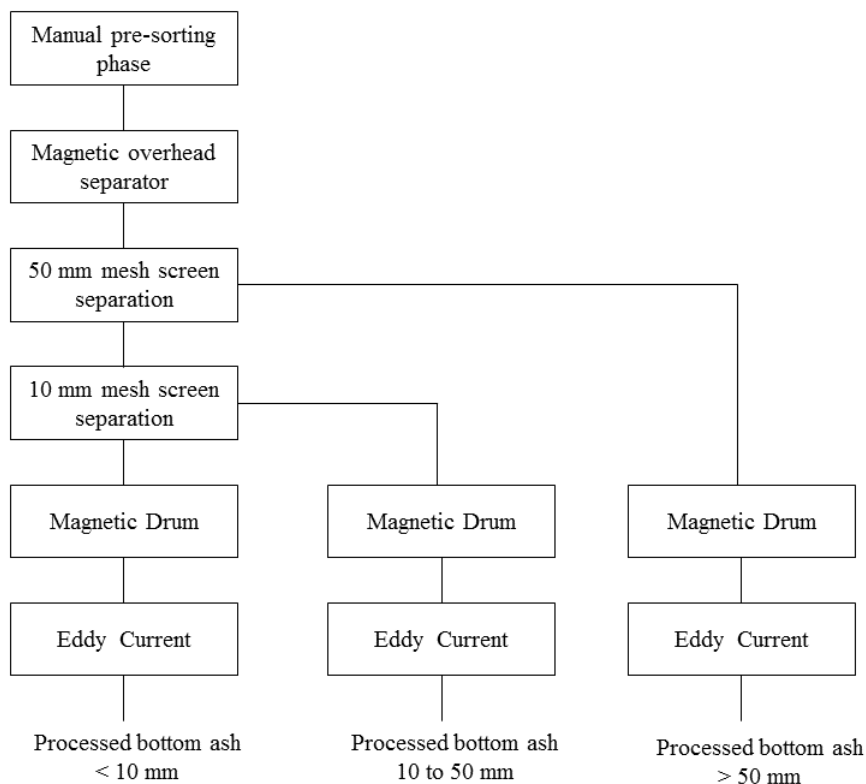 Manual pre-sorting
phase
Magnetic overhead
separator
50 mm mesh screen
separation
10 mm mesh screen
separation
Magnetic Drum
Magnetic Drum
Magnetic Drum
Eddy Current
Eddy Current
Eddy Current
Processed bottom ash
< 10 mm
Processed bottom ash
10 to 50 mm
Processed bottom ash
> 50 mm